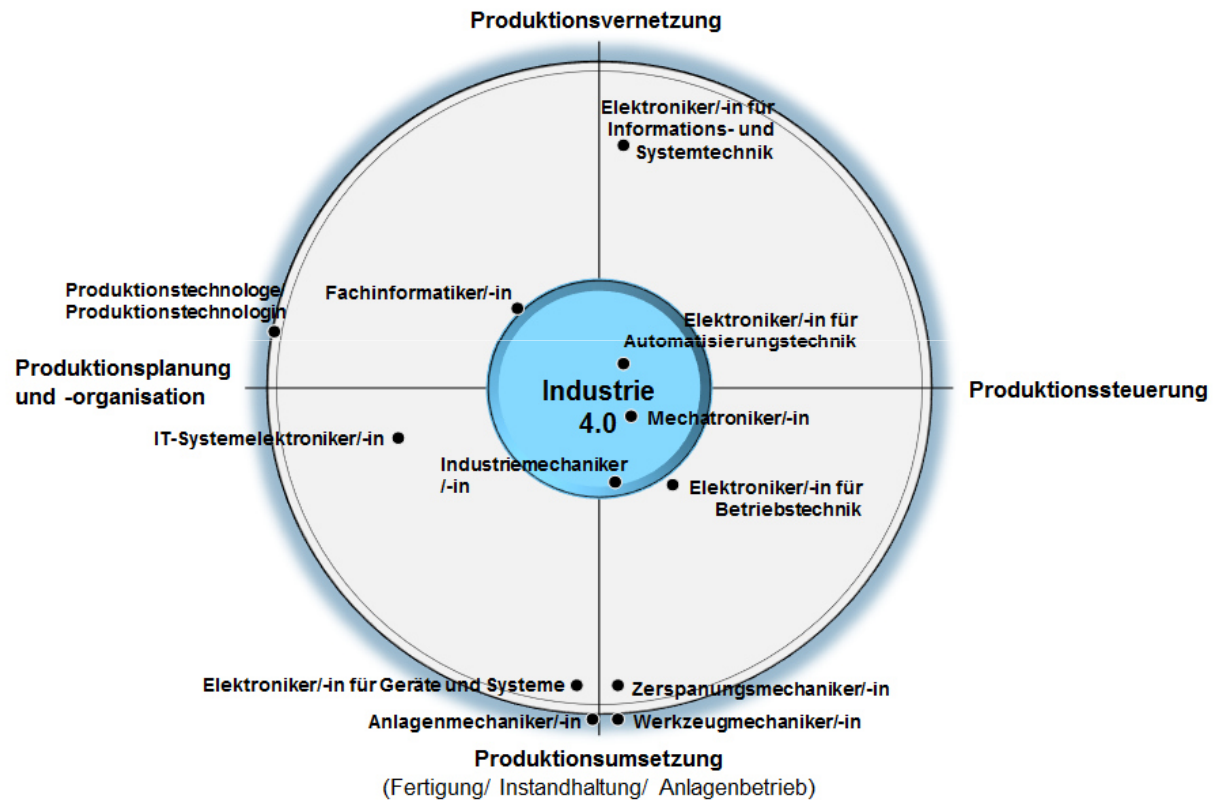 Produktionsvernetzung
Elektroniker/-in für
Informations- und
Systemtechnik
Produktionstechnologe/
Produktionstechnologin
Fachinformatiker/-in
Elektroniker/-in für
Automatisierungstechnik
Produktionsplanung
und -organisation
Industrie
4.0
Produktionssteuerung
Mechatroniker/-in
IT-Systemelektroniker/-in
Industriemechaniker
/-in
Elektroniker/-in für
Betriebstechnik
Elektroniker/-in für Geräte und Systeme
Zerspanungsmechaniker/-in
Anlagenmechaniker/-in
Werkzeugmechaniker/-in
Produktionsumsetzung
(Fertigung/ Instandhaltung/ Anlagenbetrieb)